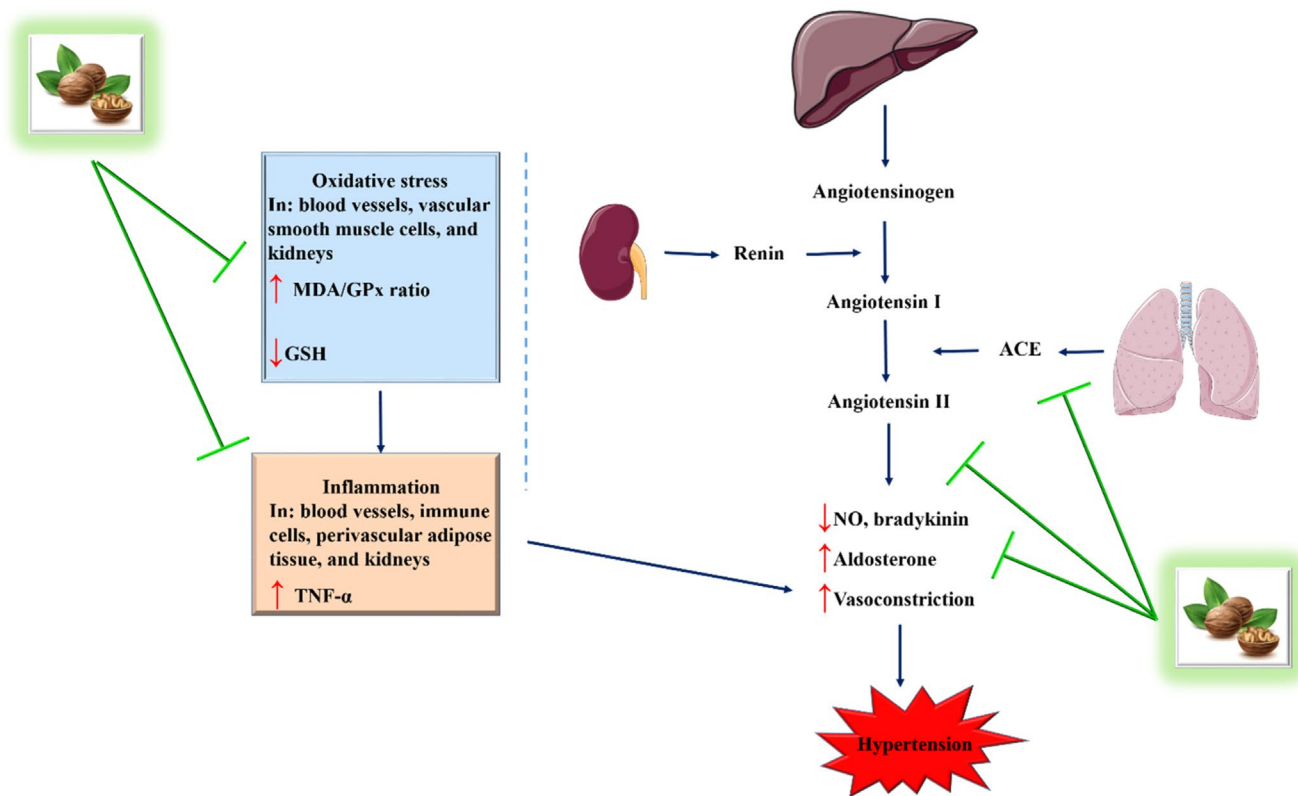 Oxidative stress
In: blood vessels, vascular
smooth muscle cells, and
kidneys
↑ MDA/GPx ratio
↓GSH
Inflammation
In: blood vessels, immune
cells, perivascular adipose
tissue, and kidneys
↑ TNF-α
Angiotensinogen
Renin
Angiotensin I
ACE
Angiotensin II
↓NO, bradykinin
↑Aldosterone
↑Vasoconstriction
Hypertension